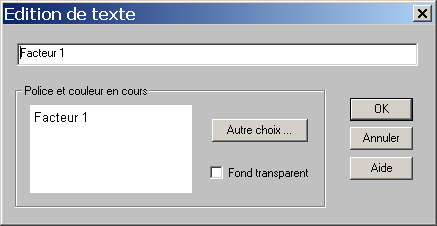 Edition de texte
Facteur 1
Police et couleur en cours
Facteur 1
Autre choix ...
Fond transparent
OK
Annuler
Aide